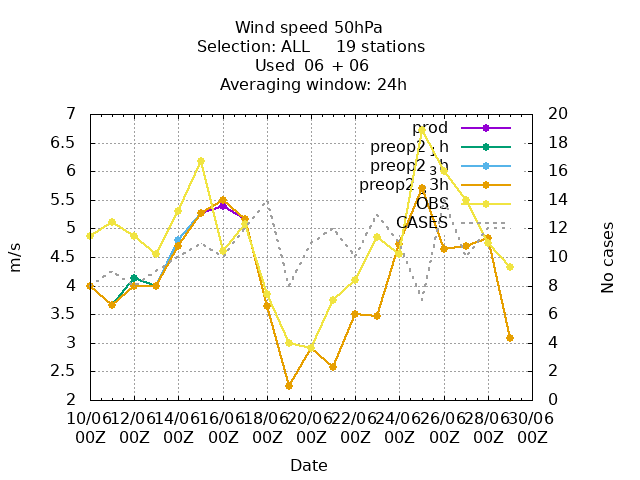 Wind speed 50hPa
Selection: ALL 19 stations
Used 06 + 06
Averaging window: 24h
7
6.5
6
5.5
5
4.5
4
3.5
3
2.5
2
20
18
16
14
12
10
8
6
4
2
0
prod
OBS
CASES
m/s
No cases
10/06 12/06 14/06 16/06 18/06 20/06 22/06 24/06 26/06 28/06 30/06
00Z 00Z 00Z 00Z 00Z 00Z 00Z 00Z 00Z 00Z 00Z
Date